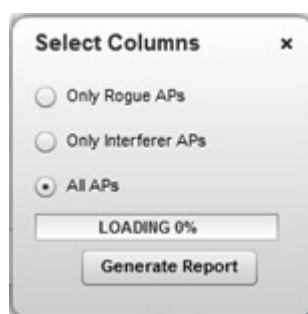 Select Columns ×
Only Rogue APs
Only Interferer APs
All APs
LOADING 0%
Generate Report